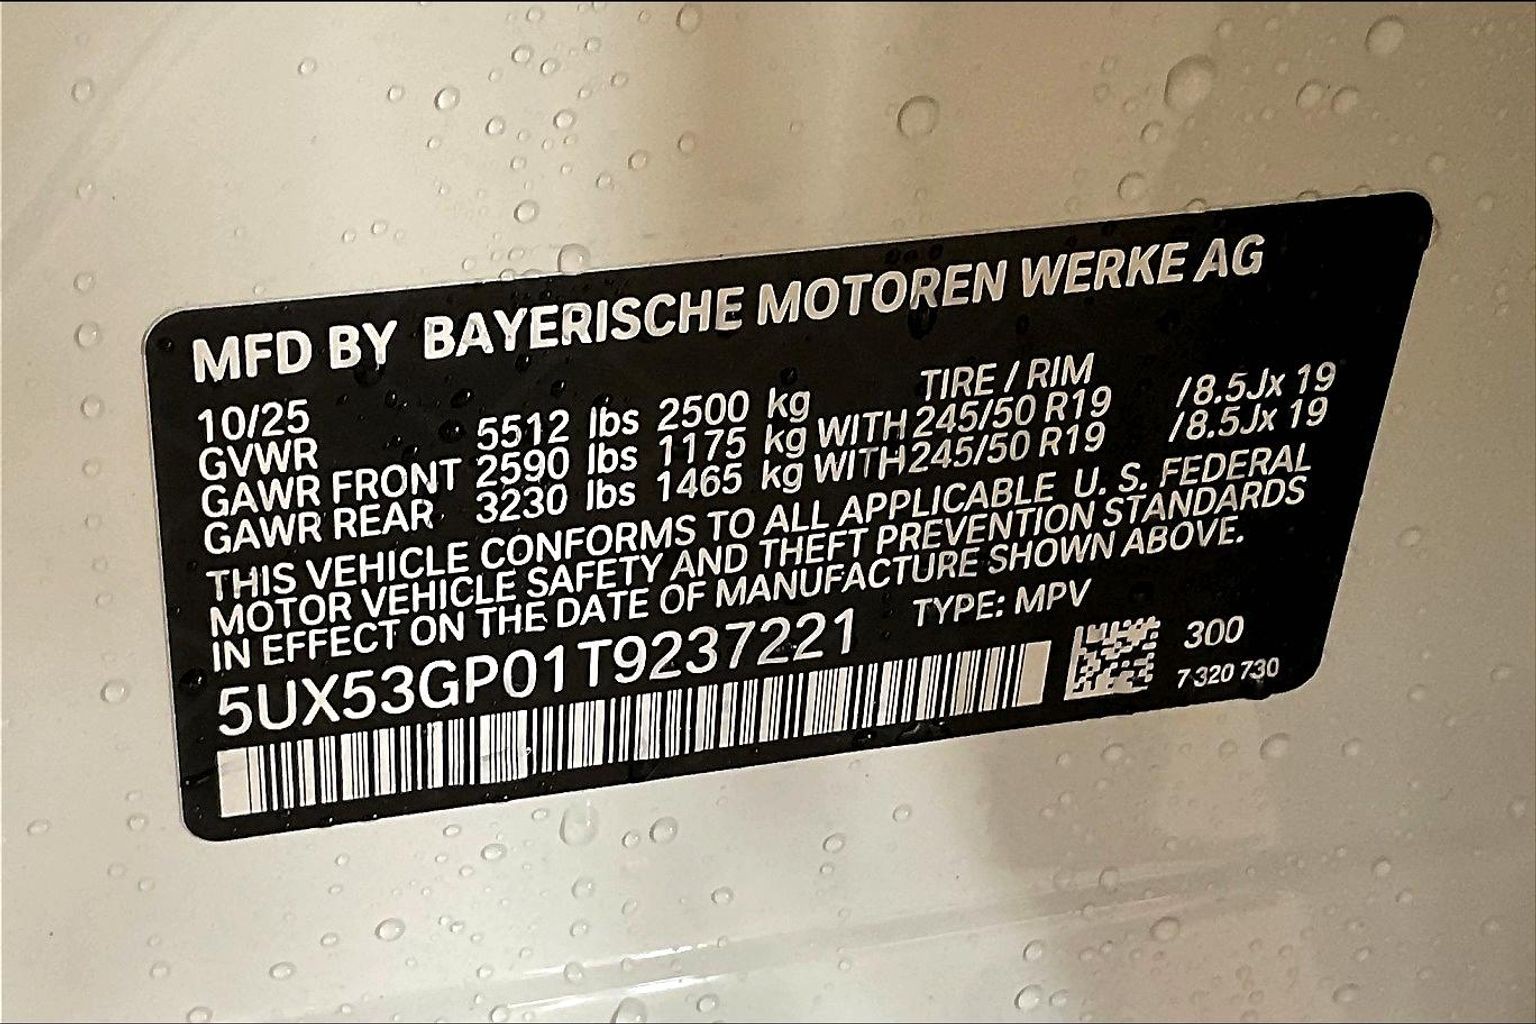 MFD BY BAYERISCHE MOTOREN WERKE AG
10/25 TIRE / RIM
GVWR 5512 lbs 2500 kg
GAWR FRONT 2590 lbs 1175 kg WITH 245/50 R19 /8.5Jx 19
GAWR REAR 3230 lbs 1465 kg WITH 245/50 R19 /8.5Jx 19
THIS VEHICLE CONFORMS TO ALL APPLICABLE U. S. FEDERAL
MOTOR VEHICLE SAFETY AND THEFT PREVENTION STANDARDS
IN EFFECT ON THE DATE OF MANUFACTURE SHOWN ABOVE.
5UX53GP01T9237221 TYPE: MPV
300
7 320 730